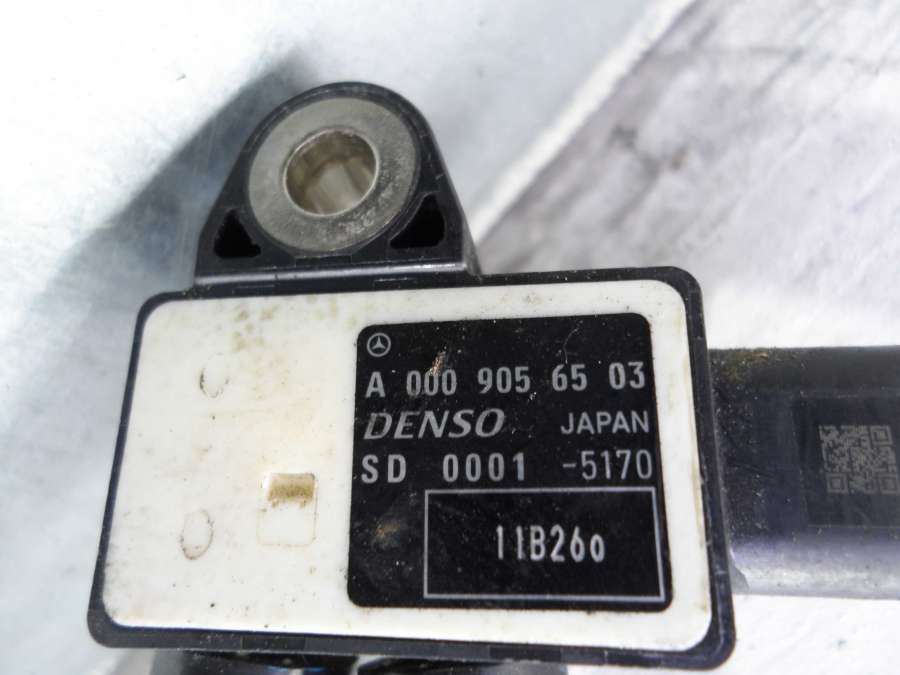 A 000 905 65 03
DENSO JAPAN
SD 0001 -5170
11B26o